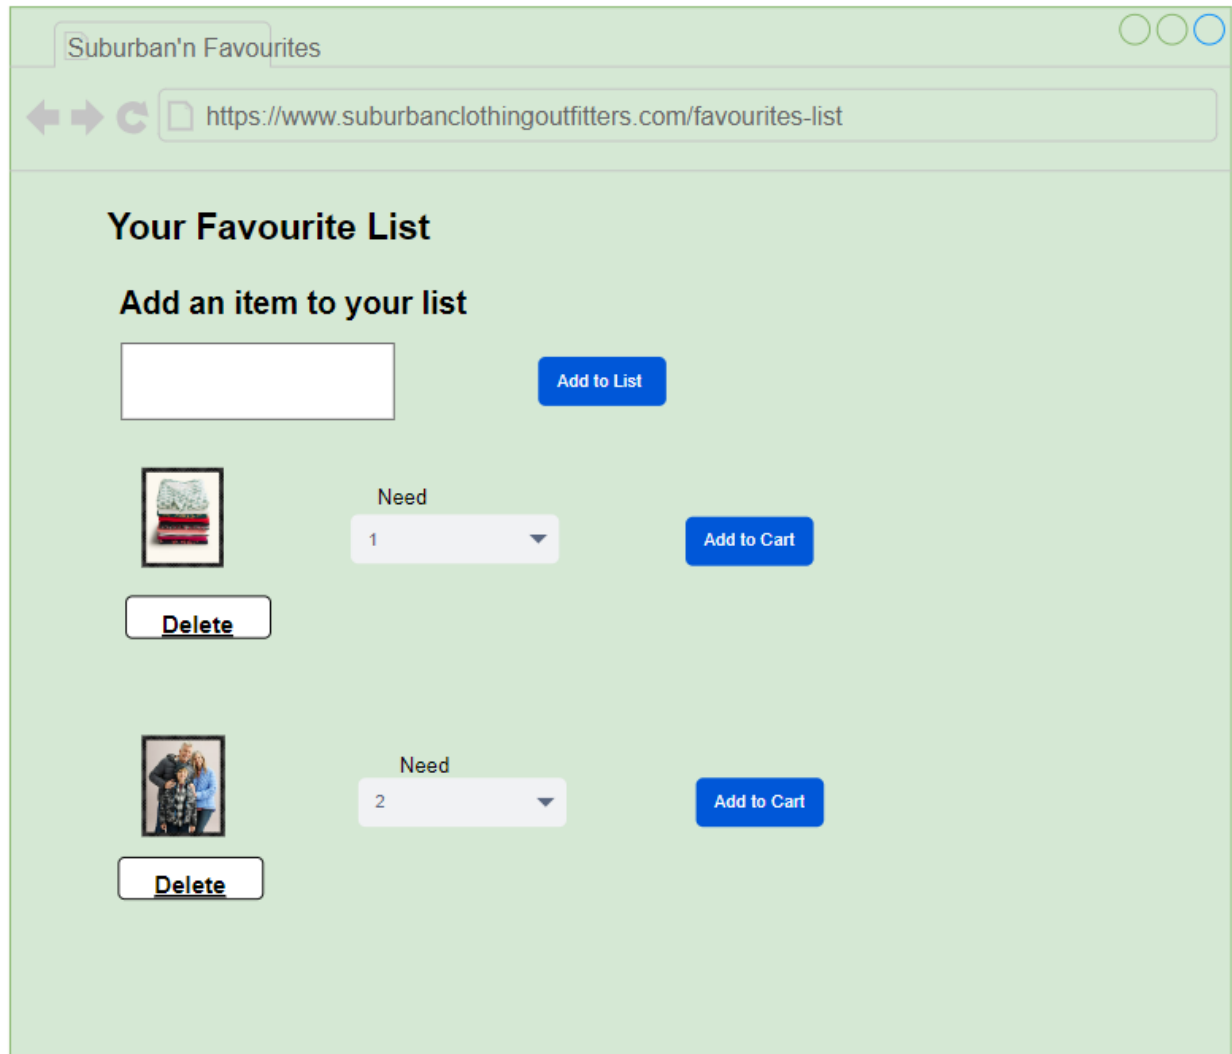 Suburban'n Favourites
https://www.suburbanclothingoutfitters.com/favourites-list
Your Favourite List
Add an item to your list
Add to List
Need
1
Add to Cart
Delete
Need
2
Add to Cart
Delete